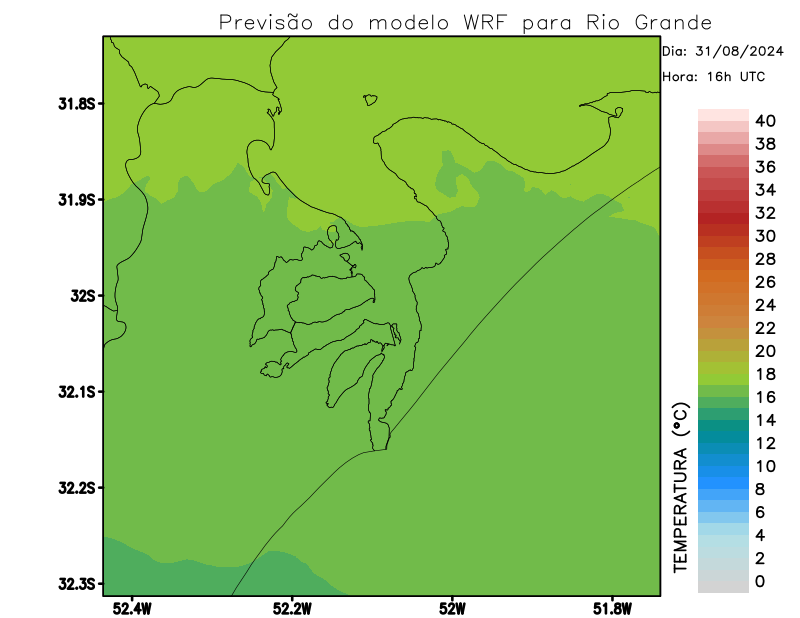 Previsão do modelo WRF para Rio Grande
Dia: 31/08/2024
Hora: 16h UTC
31.8S
31.9S
32S
32.1S
32.2S
32.3S
52.4W
52.2W
52W
51.8W
TEMPERATURA (°C)
40
38
36
34
32
30
28
26
24
22
20
18
16
14
12
10
8
6
4
2
0